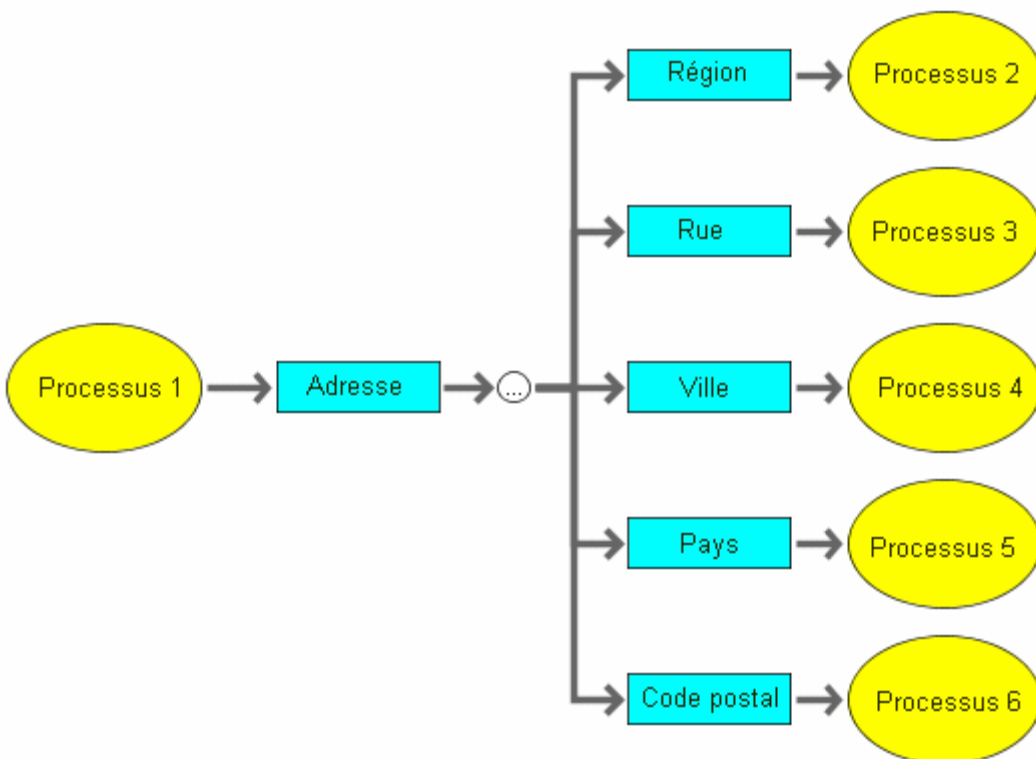 Région
Processus 2
Rue
Processus 3
Processus 1
Adresse
...
Ville
Processus 4
Pays
Processus 5
Code postal
Processus 6